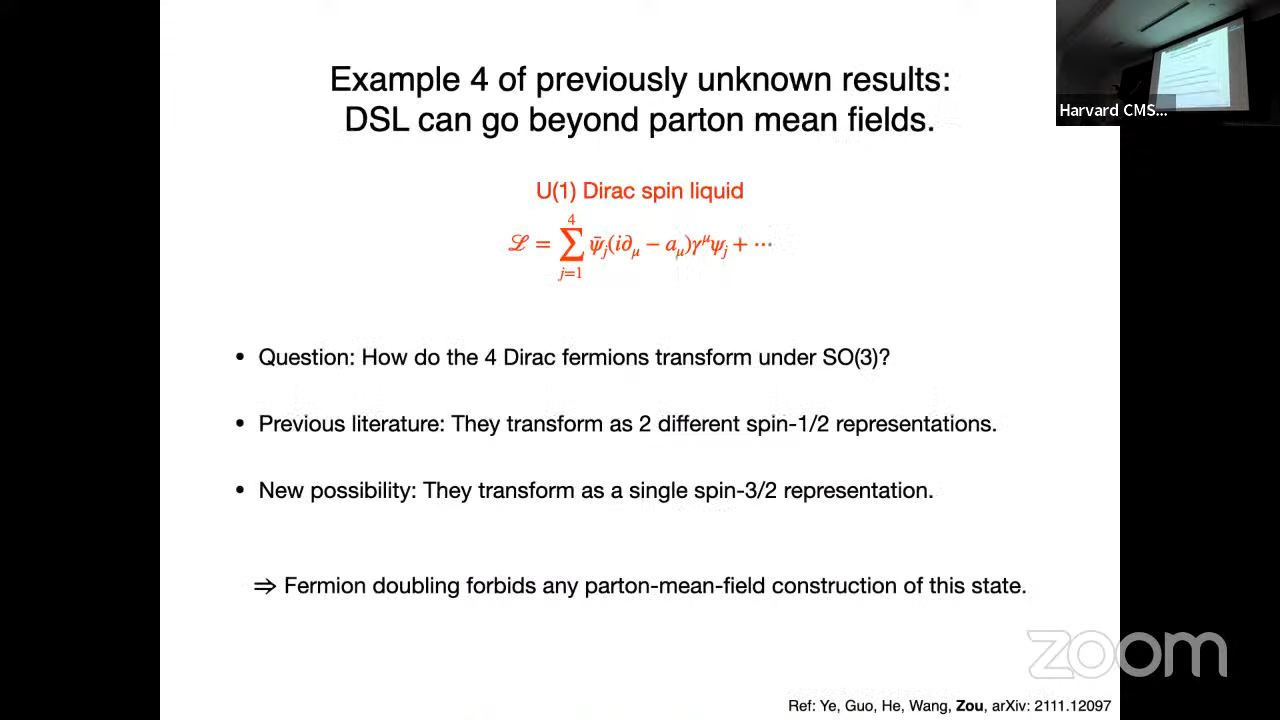 Example 4 of previously unknown results:
DSL can go beyond parton mean fields.
Harvard CMS...
U(1) Dirac spin liquid
ℒ = ∑_{j=1}^{4} ψ̄_j(i∂_μ − a_μ)γ^μψ_j + ⋯
• Question: How do the 4 Dirac fermions transform under SO(3)?
• Previous literature: They transform as 2 different spin-1/2 representations.
• New possibility: They transform as a single spin-3/2 representation.
⇒ Fermion doubling forbids any parton-mean-field construction of this state.
zoom
Ref: Ye, Guo, He, Wang, Zou, arXiv: 2111.12097